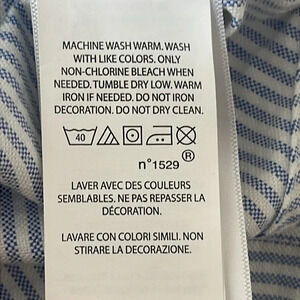 MACHINE WASH WARM. WASH
WITH LIKE COLORS. ONLY
NON-CHLORINE BLEACH WHEN
NEEDED. TUMBLE DRY LOW. WARM
IRON IF NEEDED. DO NOT IRON
DECORATION. DO NOT DRY CLEAN.
40
n°1529 ®
LAVER AVEC DES COULEURS
SEMBLABLES. NE PAS REPASSER LA
DÉCORATION.
LAVARE CON COLORI SIMILI. NON
STIRARE LA DECORAZIONE.